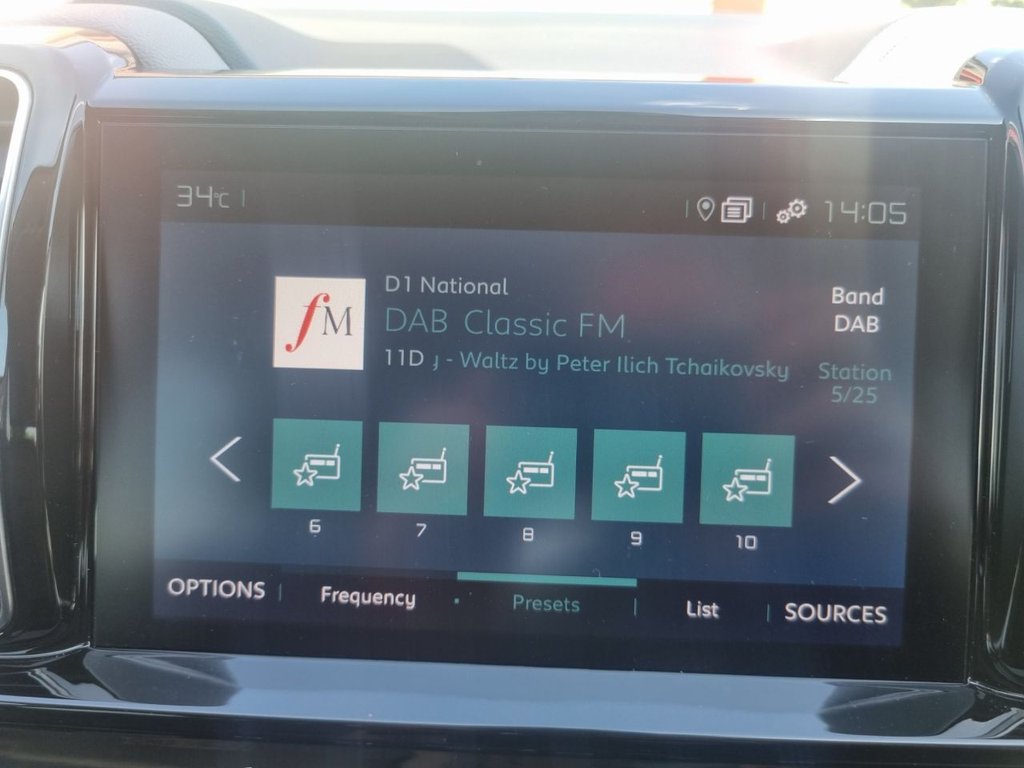 34°C
14:05
fM
D1 National
DAB Classic FM
11D - Waltz by Peter Ilich Tchaikovsky
Band
DAB
Station
5/25
6 7 8 9 10
OPTIONS Frequency Presets List SOURCES